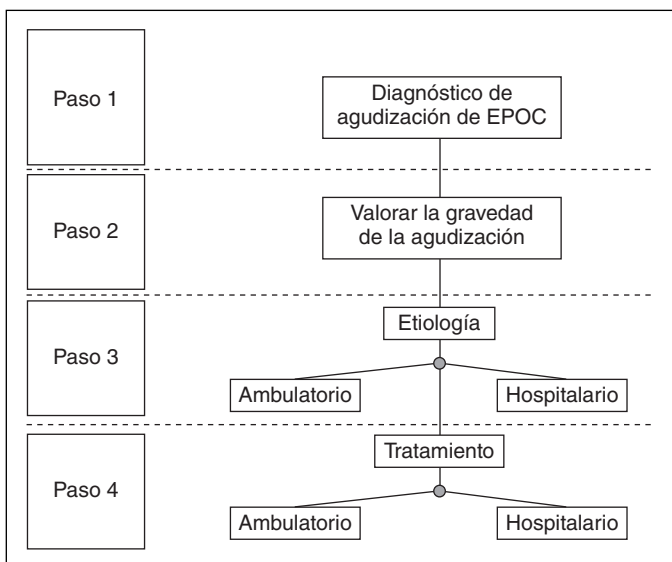 Paso 1
Diagnóstico de
agudización de EPOC
Paso 2
Valorar la gravedad
de la agudización
Paso 3
Etiología
Ambulatorio
Hospitalario
Paso 4
Tratamiento
Ambulatorio
Hospitalario